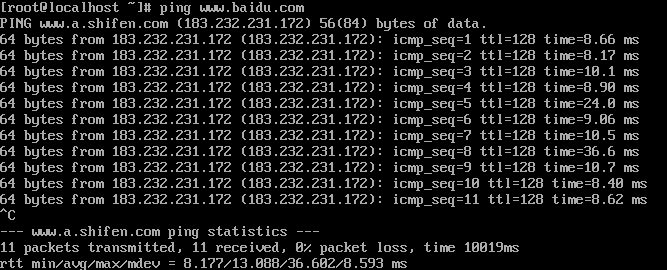 [root@localhost ~]# ping www.baidu.com
PING www.a.shifen.com (183.232.231.172) 56(84) bytes of data.
64 bytes from 183.232.231.172 (183.232.231.172): icmp_seq=1 ttl=128 time=8.66 ms
64 bytes from 183.232.231.172 (183.232.231.172): icmp_seq=2 ttl=128 time=8.17 ms
64 bytes from 183.232.231.172 (183.232.231.172): icmp_seq=3 ttl=128 time=10.1 ms
64 bytes from 183.232.231.172 (183.232.231.172): icmp_seq=4 ttl=128 time=8.90 ms
64 bytes from 183.232.231.172 (183.232.231.172): icmp_seq=5 ttl=128 time=24.0 ms
64 bytes from 183.232.231.172 (183.232.231.172): icmp_seq=6 ttl=128 time=9.06 ms
64 bytes from 183.232.231.172 (183.232.231.172): icmp_seq=7 ttl=128 time=10.5 ms
64 bytes from 183.232.231.172 (183.232.231.172): icmp_seq=8 ttl=128 time=36.6 ms
64 bytes from 183.232.231.172 (183.232.231.172): icmp_seq=9 ttl=128 time=10.7 ms
64 bytes from 183.232.231.172 (183.232.231.172): icmp_seq=10 ttl=128 time=8.40 ms
64 bytes from 183.232.231.172 (183.232.231.172): icmp_seq=11 ttl=128 time=8.62 ms
^C
--- www.a.shifen.com ping statistics ---
11 packets transmitted, 11 received, 0% packet loss, time 10019ms
rtt min/avg/max/mdev = 8.177/13.088/36.602/8.593 ms